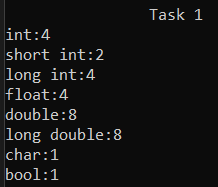 Task 1
int:4
short int:2
long int:4
float:4
double:8
long double:8
char:1
bool:1